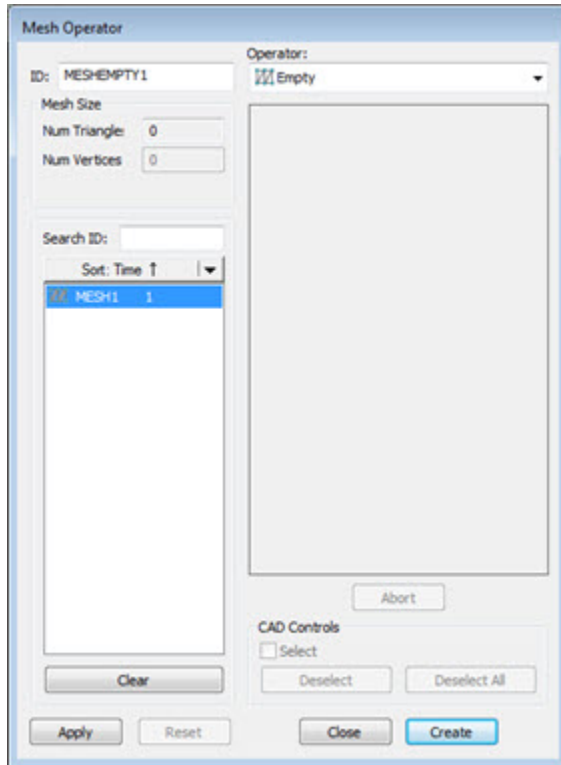 Mesh Operator
Operator:
ID: MESHEMPTY1
Empty
Mesh Size
Num Triangle: 0
Num Vertices 0
Search ID:
Sort: Time ↑
MESH1 1
Abort
CAD Controls
Select
Clear
Deselect
Deselect All
Apply
Reset
Close
Create